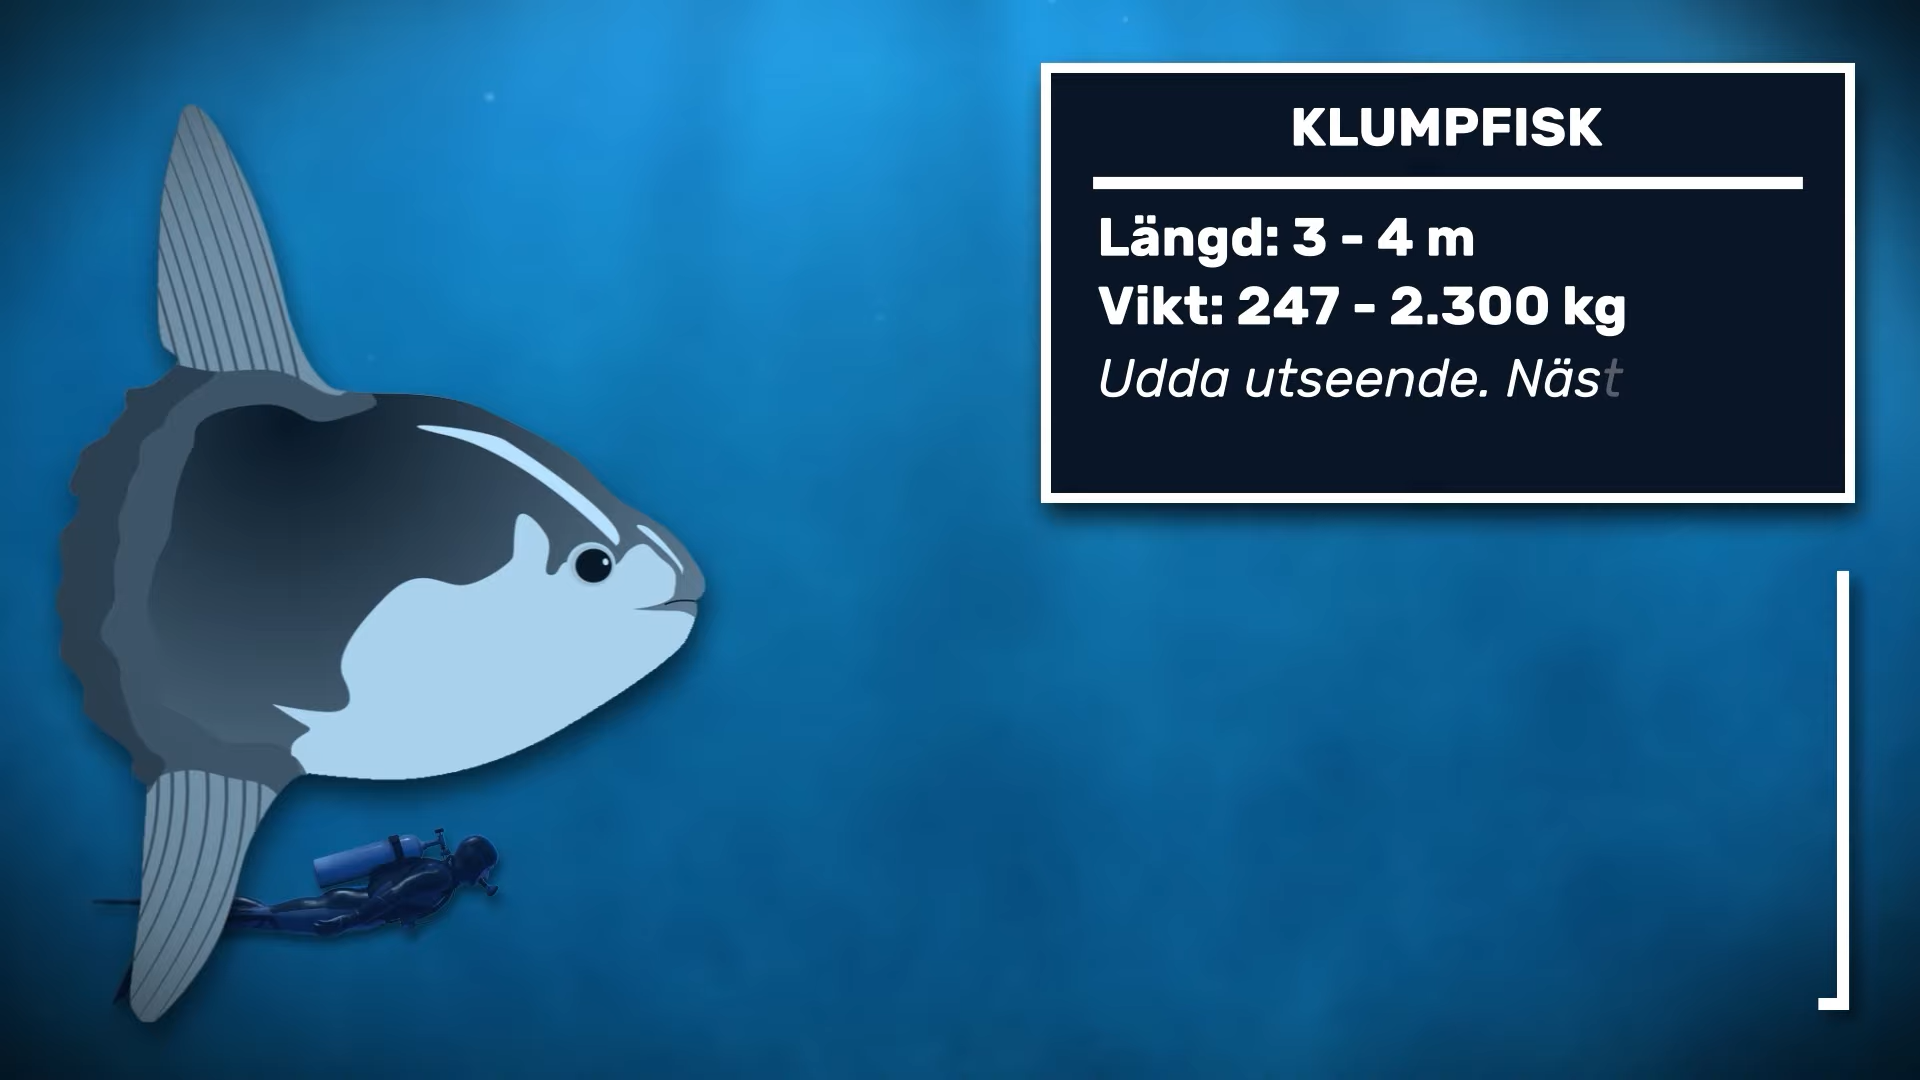 KLUMPFISK
Längd: 3 - 4 m
Vikt: 247 - 2.300 kg
Udda utseende. Näst